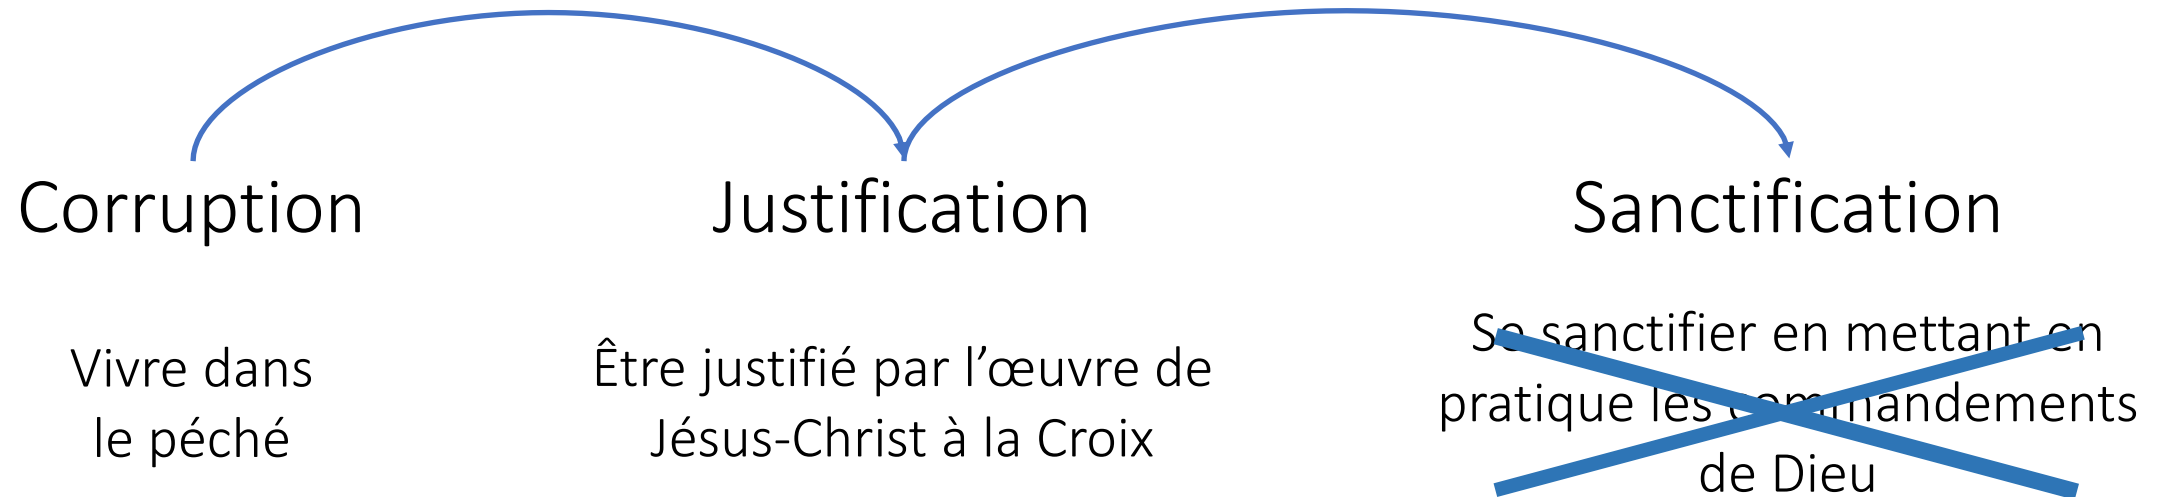 Corruption
Justification
Sanctification
Vivre dans
le péché
Être justifié par l’œuvre de
Jésus-Christ à la Croix
Se sanctifier en mettant en
pratique les commandements
de Dieu